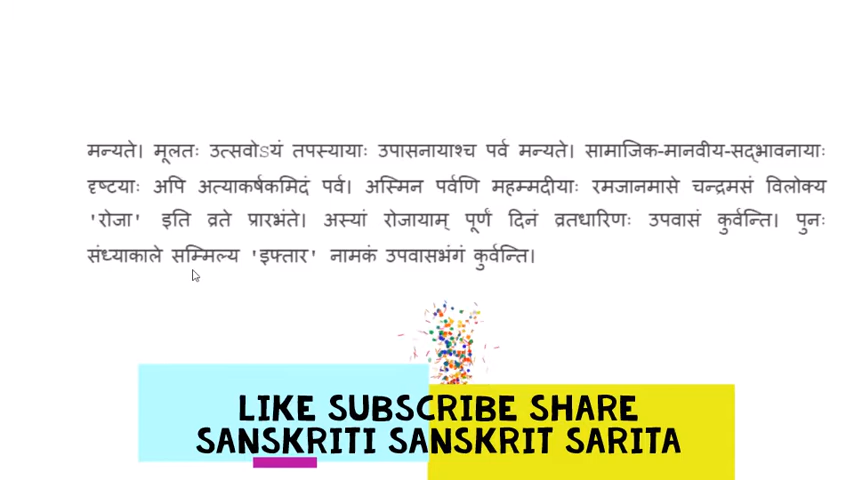 मन्यते। मूलतः उत्सवोSयं तपस्यायाः उपासनायाश्च पर्व मन्यते। सामाजिक-मानवीय-सद्भावनायाः
दृष्टयाः अपि अत्याकर्षकमिदं पर्व। अस्मिन पर्वणि महम्मदीयाः रमजानमासे चन्द्रमसं विलोक्य
'रोजा' इति व्रते प्रारभंते। अस्यां रोजायाम् पूर्णं दिनं व्रतधारिणः उपवासं कुर्वन्ति। पुनः
संध्याकाले सम्मिल्य 'इफ्तार' नामकं उपवासभंगं कुर्वन्ति।
LIKE SUBSCRIBE SHARE
SANSKRITI SANSKRIT SARITA